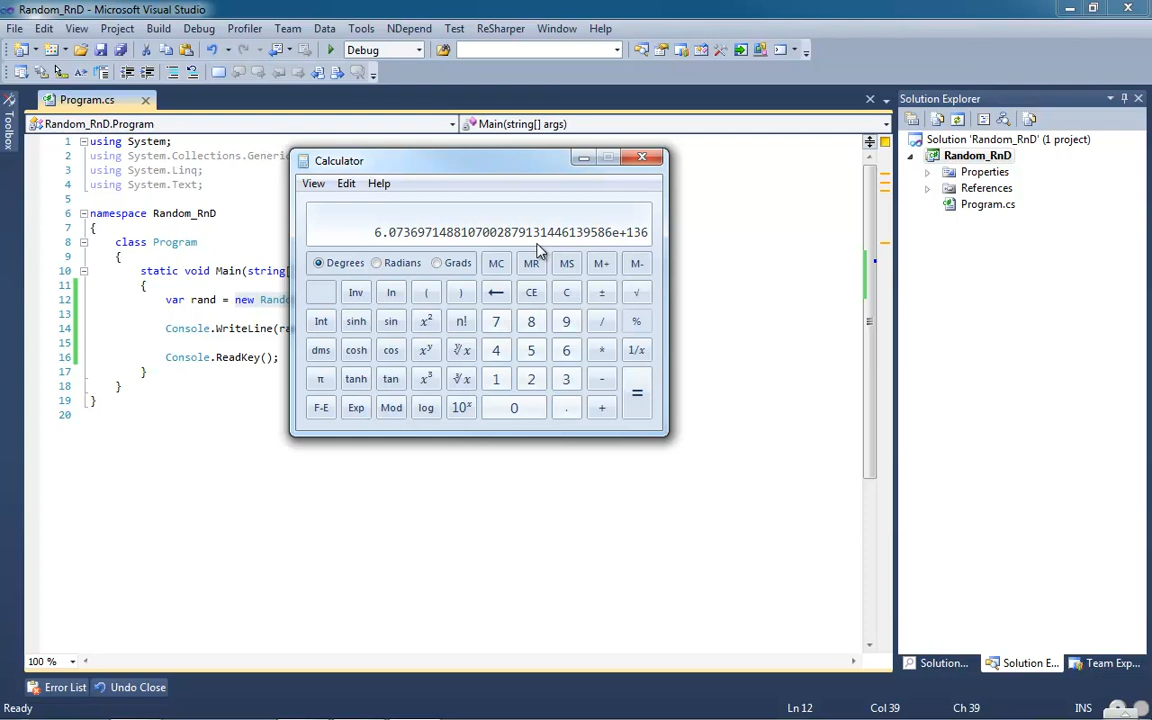 Random_RnD - Microsoft Visual Studio
File Edit View Project Build Debug Team Data Tools NDepend Test ReSharper Window Help
Profiler
Debug
Program.cs
Solution Explorer
Toolbox
Random_RnD.Program
Main(string[] args)
1 using System;
2 using System.Collections.Generic
3 using System.Linq;
4 using System.Text;
5
6 namespace Random_RnD
7 {
8 class Program
9 {
10 static void Main(string[
11 {
12 var rand = new Rando
13
14 Console.WriteLine(ra
15
16 Console.ReadKey();
17 }
18 }
19 }
20
Calculator
View Edit Help
6.0736971488107002879131446139586e+136
Degrees Radians Grads MC MR MS M+ M-
Inv ln ( ) ← CE C ± √
Int sinh sin x² n! 7 8 9 / %
dms cosh cos xʸ ʸ√x 4 5 6 * 1/x
π tanh tan x³ ³√x 1 2 3 - =
F-E Exp Mod log 10ˣ 0 . +
Solution 'Random_RnD' (1 project)
Random_RnD
Properties
References
Program.cs
100 %
Solution... Solution E... Team Exp...
Error List Undo Close
Ready Ln 12 Col 39 Ch 39 INS